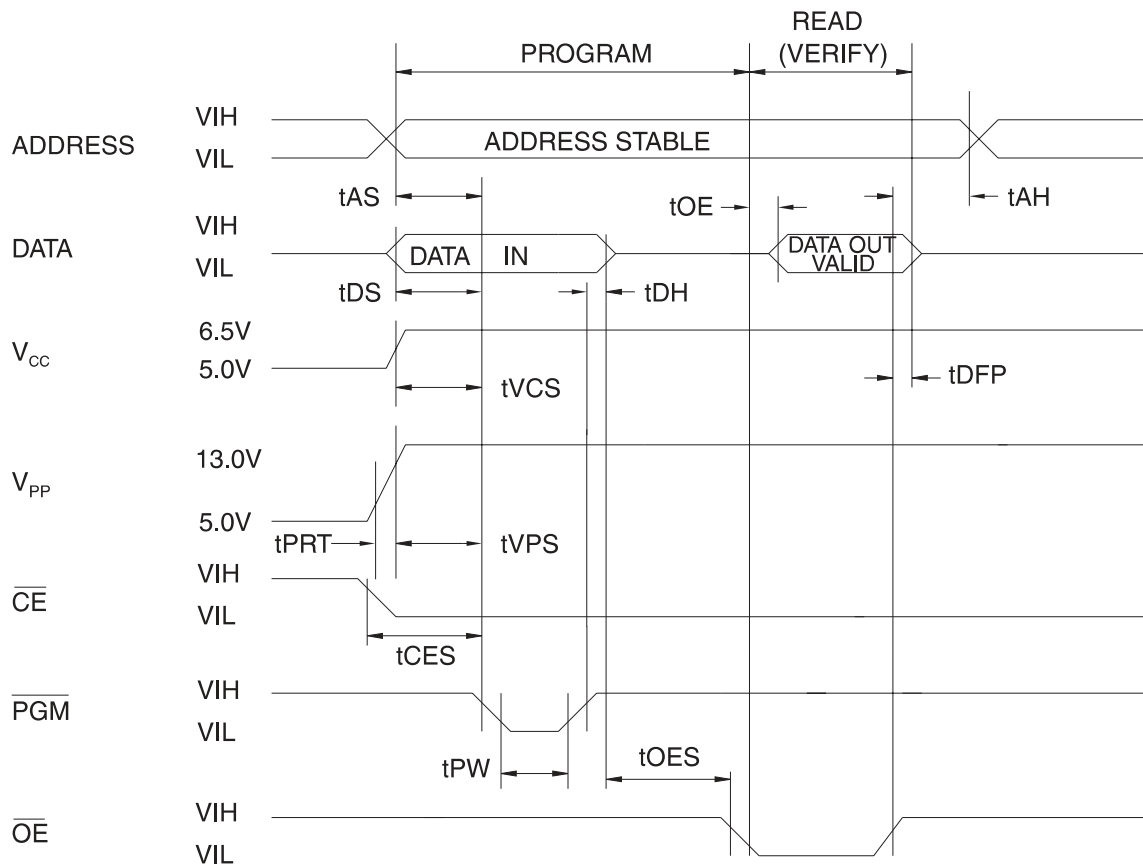 READ
PROGRAM (VERIFY)
VIH
ADDRESS ADDRESS STABLE
VIL
tAS tOE tAH
VIH
DATA DATA IN DATA OUT
VALID
VIL
tDS tDH
6.5V
VCC
5.0V
tVCS tDFP
13.0V
VPP
5.0V
tPRT tVPS
VIH
CE
VIL
tCES
VIH
PGM
VIL
tPW tOES
VIH
OE
VIL